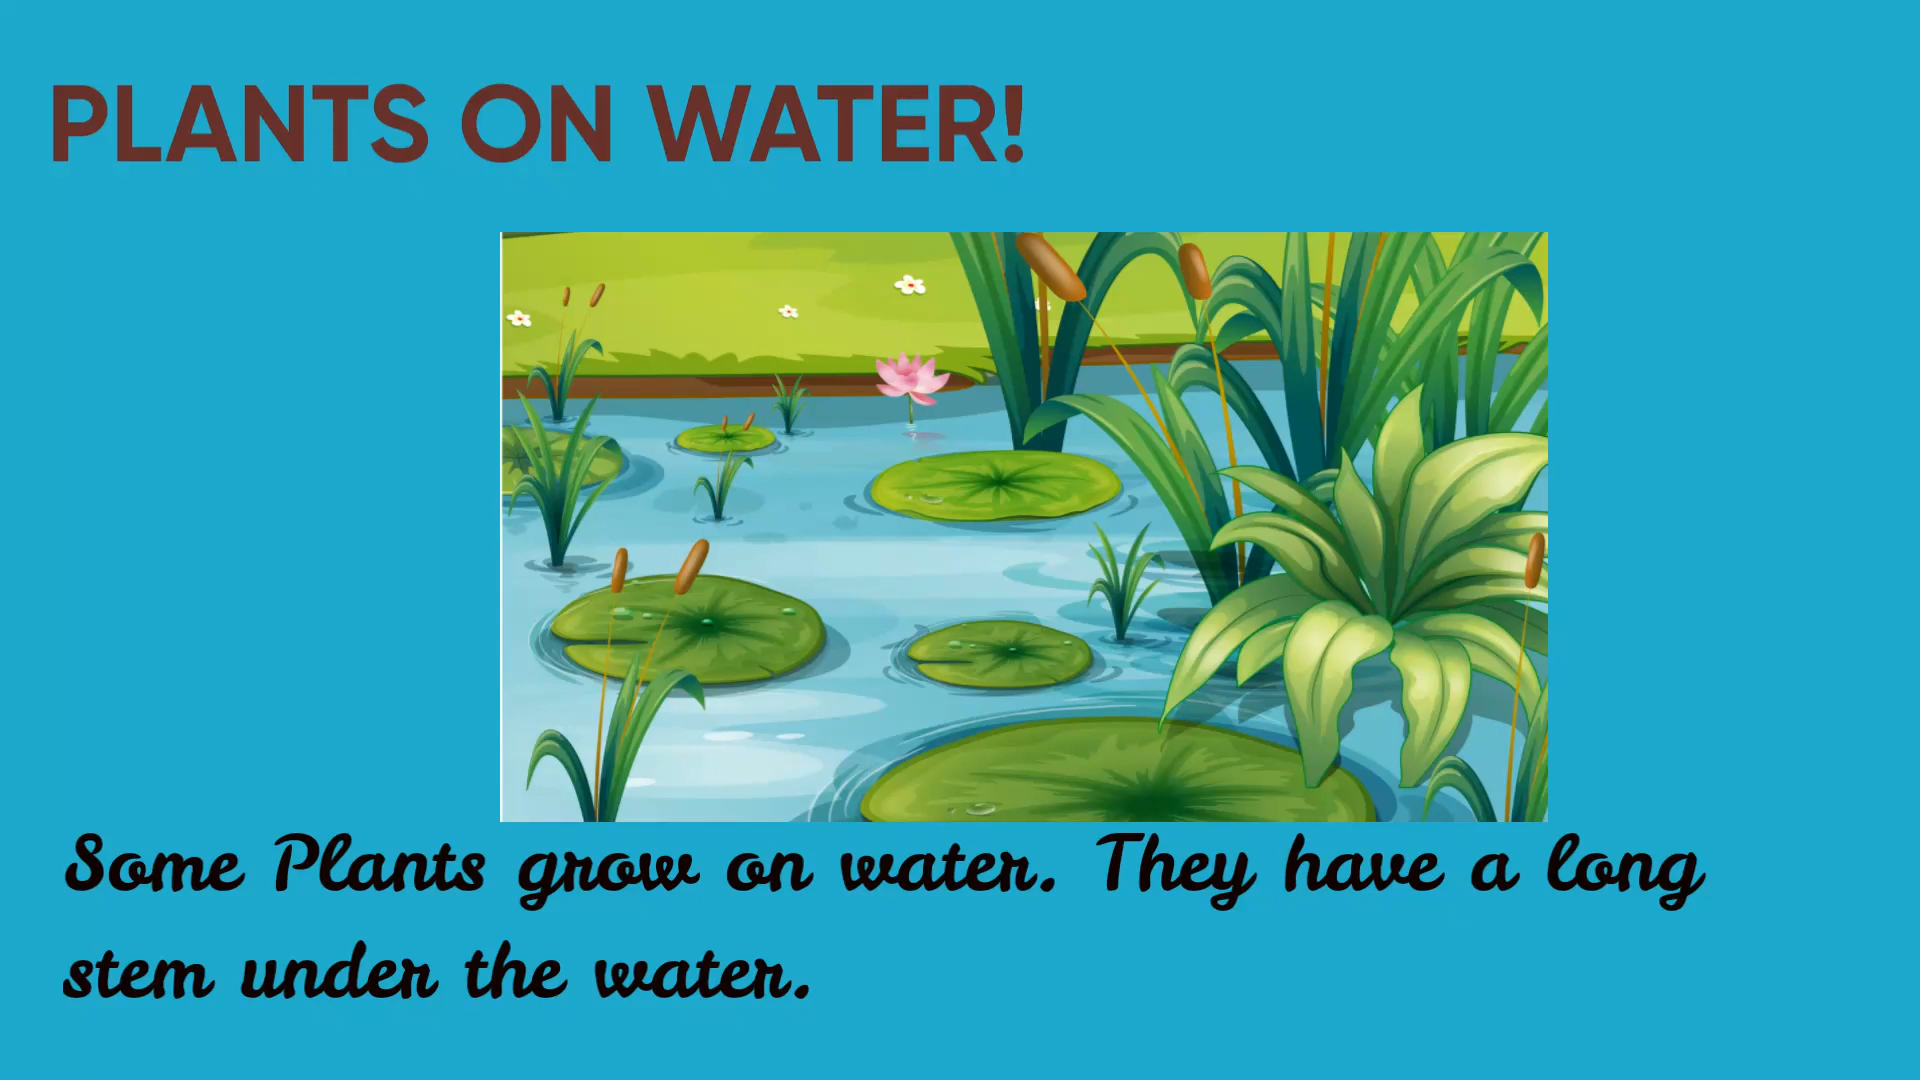 PLANTS ON WATER!
Some Plants grow on water. They have a long
stem under the water.